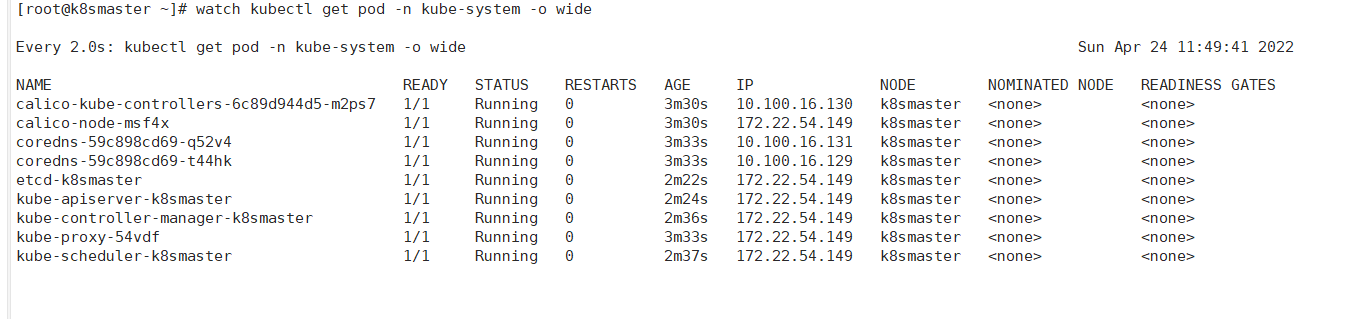 [root@k8smaster ~]# watch kubectl get pod -n kube-system -o wide
Every 2.0s: kubectl get pod -n kube-system -o wide Sun Apr 24 11:49:41 2022
NAME READY STATUS RESTARTS AGE IP NODE NOMINATED NODE READINESS GATES
calico-kube-controllers-6c89d944d5-m2ps7 1/1 Running 0 3m30s 10.100.16.130 k8smaster <none> <none>
calico-node-msf4x 1/1 Running 0 3m30s 172.22.54.149 k8smaster <none> <none>
coredns-59c898cd69-q52v4 1/1 Running 0 3m33s 10.100.16.131 k8smaster <none> <none>
coredns-59c898cd69-t44hk 1/1 Running 0 3m33s 10.100.16.129 k8smaster <none> <none>
etcd-k8smaster 1/1 Running 0 2m22s 172.22.54.149 k8smaster <none> <none>
kube-apiserver-k8smaster 1/1 Running 0 2m24s 172.22.54.149 k8smaster <none> <none>
kube-controller-manager-k8smaster 1/1 Running 0 2m36s 172.22.54.149 k8smaster <none> <none>
kube-proxy-54vdf 1/1 Running 0 3m33s 172.22.54.149 k8smaster <none> <none>
kube-scheduler-k8smaster 1/1 Running 0 2m37s 172.22.54.149 k8smaster <none> <none>